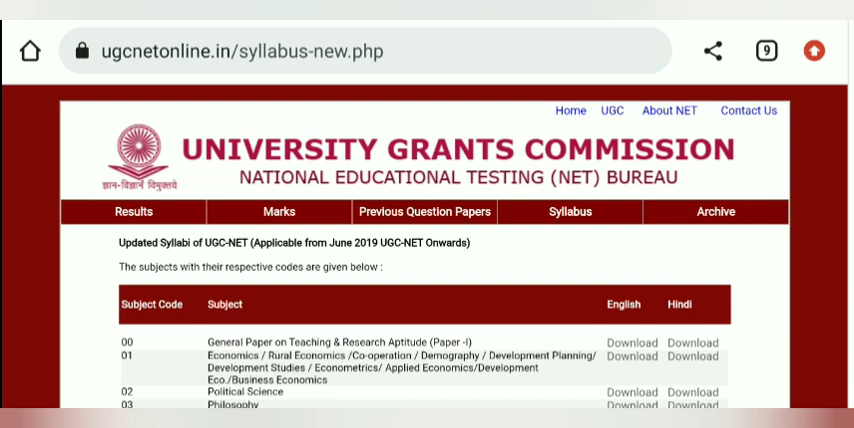 ugcnetonline.in/syllabus-new.php
9
Home UGC About NET Contact Us
UNIVERSITY GRANTS COMMISSION
NATIONAL EDUCATIONAL TESTING (NET) BUREAU
ज्ञान-विज्ञानं विमुक्तये
Results Marks Previous Question Papers Syllabus Archive
Updated Syllabi of UGC-NET (Applicable from June 2019 UGC-NET Onwards)
The subjects with their respective codes are given below :
Subject Code Subject English Hindi
00 General Paper on Teaching & Research Aptitude (Paper -I) Download Download
01 Economics / Rural Economics /Co-operation / Demography / Development Planning/ Download Download
Development Studies / Econometrics/ Applied Economics/Development
Eco./Business Economics
02 Political Science Download Download
03 Philosophy Download Download